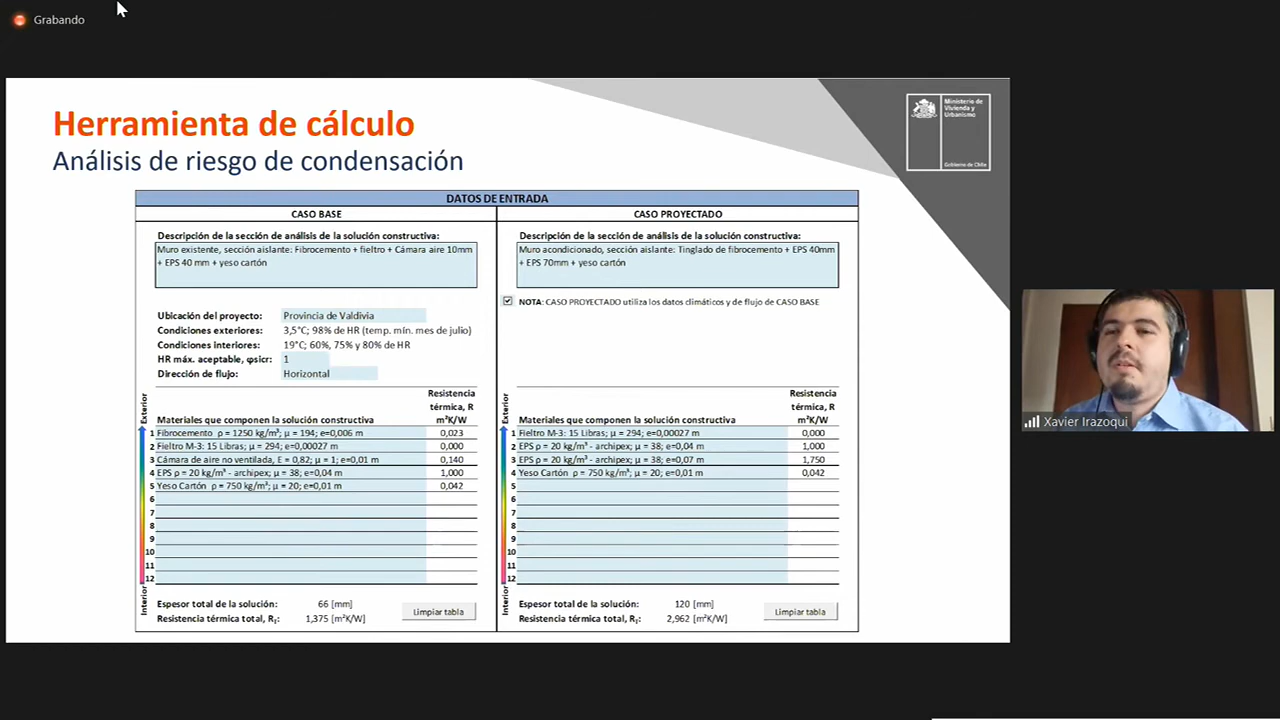 Grabando
Herramienta de cálculo
Análisis de riesgo de condensación
Ministerio de
Vivienda y
Urbanismo
Gobierno de Chile
DATOS DE ENTRADA
CASO BASE
Descripción de la sección de análisis de la solución constructiva:
Muro existente, sección aislante: Fibrocemento + fieltro + Cámara aire 10mm
+ EPS 40 mm + yeso cartón
Ubicación del proyecto: Provincia de Valdivia
Condiciones exteriores: 3,5°C; 98% de HR (temp. mín. mes de julio)
Condiciones interiores: 19°C; 60%, 75% y 80% de HR
HR máx. aceptable, φsicr: 1
Dirección de flujo: Horizontal
Resistencia
térmica, R
Exterior
Materiales que componen la solución constructiva m²K/W
1 Fibrocemento ρ = 1250 kg/m³; μ = 194; e=0,006 m 0,023
2 Fieltro M-3: 15 Libras; μ = 294; e=0,00027 m 0,000
3 Cámara de aire no ventilada, E = 0,82; μ = 1; e=0,01 m 0,140
4 EPS ρ = 20 kg/m³ - archipex; μ = 38; e=0,04 m 1,000
5 Yeso Cartón ρ = 750 kg/m³; μ = 20; e=0,01 m 0,042
6
7
8
9
10
11
12
Interior
Espesor total de la solución: 66 [mm]
Resistencia térmica total, Rₜ: 1,375 [m²K/W]
Limpiar tabla
CASO PROYECTADO
Descripción de la sección de análisis de la solución constructiva:
Muro acondicionado, sección aislante: Tinglado de fibrocemento + EPS 40mm
+ EPS 70mm + yeso cartón
NOTA: CASO PROYECTADO utiliza los datos climáticos y de flujo de CASO BASE
Resistencia
térmica, R
Exterior
Materiales que componen la solución constructiva m²K/W
1 Fieltro M-3: 15 Libras; μ = 294; e=0,00027 m 0,000
2 EPS ρ = 20 kg/m³ - archipex; μ = 38; e=0,04 m 1,000
3 EPS ρ = 20 kg/m³ - archipex; μ = 38; e=0,07 m 1,750
4 Yeso Cartón ρ = 750 kg/m³; μ = 20; e=0,01 m 0,042
5
6
7
8
9
10
11
12
Interior
Espesor total de la solución: 120 [mm]
Resistencia térmica total, Rₜ: 2,962 [m²K/W]
Limpiar tabla
Xavier Irazoqui